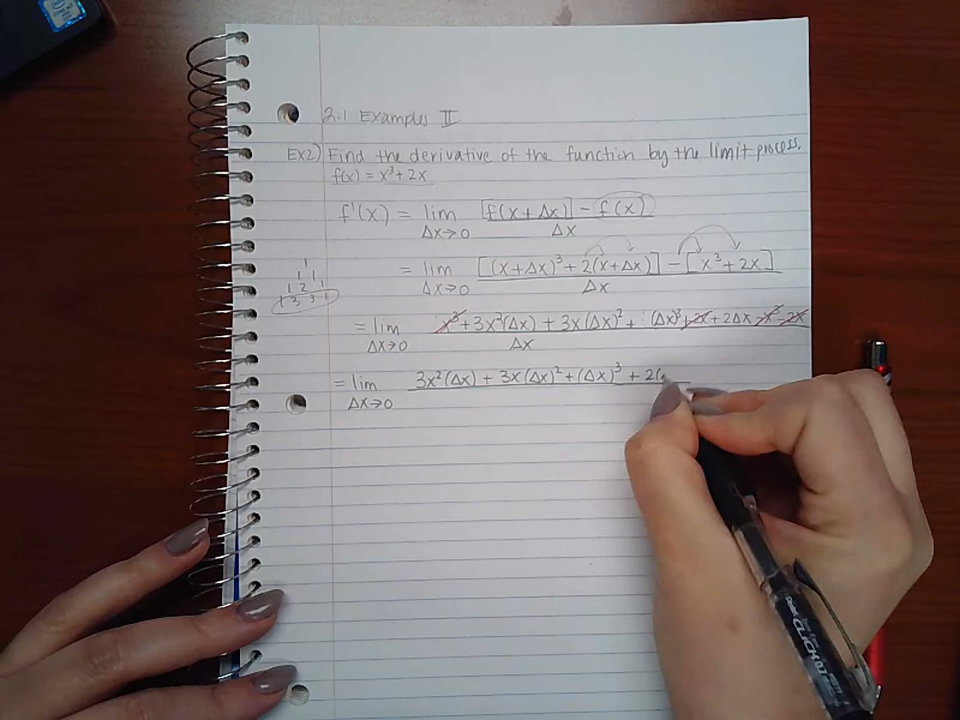 2.1 Examples II
Ex2) Find the derivative of the function by the limit process.
f(x) = x³ + 2x
f'(x) = lim [f(x + Δx)] - f(x)
Δx→0 Δx
= lim [(x + Δx)³ + 2(x + Δx)] - [x³ + 2x]
Δx→0 Δx
1
1 1
1 2 1
1 3 3 1
= lim x³ + 3x²(Δx) + 3x(Δx)² + (Δx)³ + 2x + 2Δx - x³ - 2x
Δx→0 Δx
= lim 3x²(Δx) + 3x(Δx)² + (Δx)³ + 2(
Δx→0
CLICK 0.7